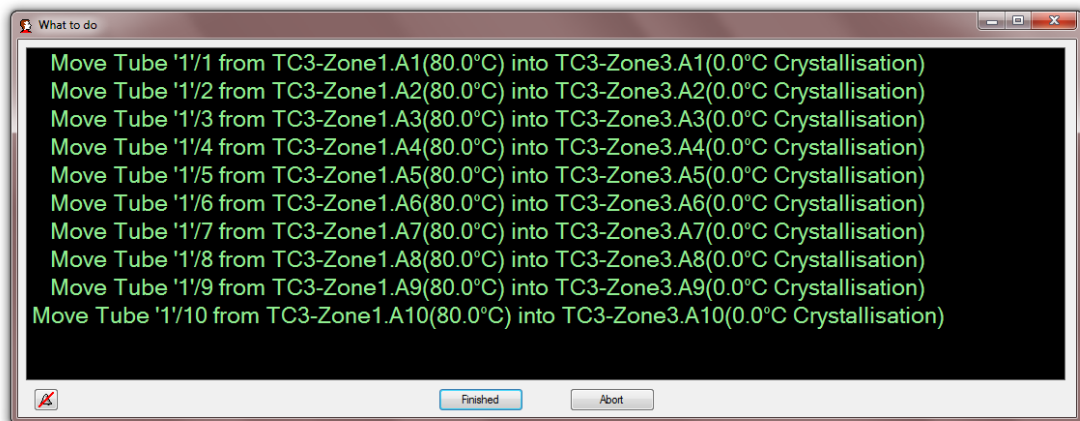 What to do
Move Tube '1'/1 from TC3-Zone1.A1(80.0°C) into TC3-Zone3.A1(0.0°C Crystallisation)
Move Tube '1'/2 from TC3-Zone1.A2(80.0°C) into TC3-Zone3.A2(0.0°C Crystallisation)
Move Tube '1'/3 from TC3-Zone1.A3(80.0°C) into TC3-Zone3.A3(0.0°C Crystallisation)
Move Tube '1'/4 from TC3-Zone1.A4(80.0°C) into TC3-Zone3.A4(0.0°C Crystallisation)
Move Tube '1'/5 from TC3-Zone1.A5(80.0°C) into TC3-Zone3.A5(0.0°C Crystallisation)
Move Tube '1'/6 from TC3-Zone1.A6(80.0°C) into TC3-Zone3.A6(0.0°C Crystallisation)
Move Tube '1'/7 from TC3-Zone1.A7(80.0°C) into TC3-Zone3.A7(0.0°C Crystallisation)
Move Tube '1'/8 from TC3-Zone1.A8(80.0°C) into TC3-Zone3.A8(0.0°C Crystallisation)
Move Tube '1'/9 from TC3-Zone1.A9(80.0°C) into TC3-Zone3.A9(0.0°C Crystallisation)
Move Tube '1'/10 from TC3-Zone1.A10(80.0°C) into TC3-Zone3.A10(0.0°C Crystallisation)
Finished Abort